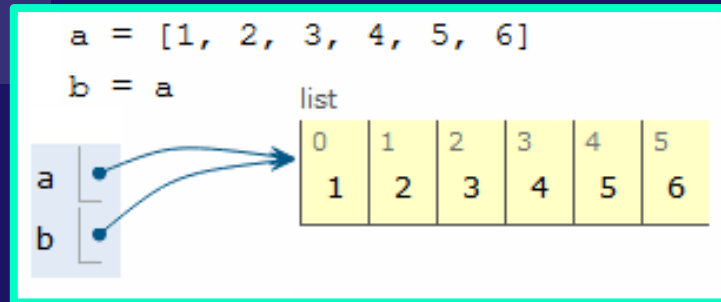 a = [1, 2, 3, 4, 5, 6]
b = a
list
0 1 2 3 4 5
1 2 3 4 5 6
a
b